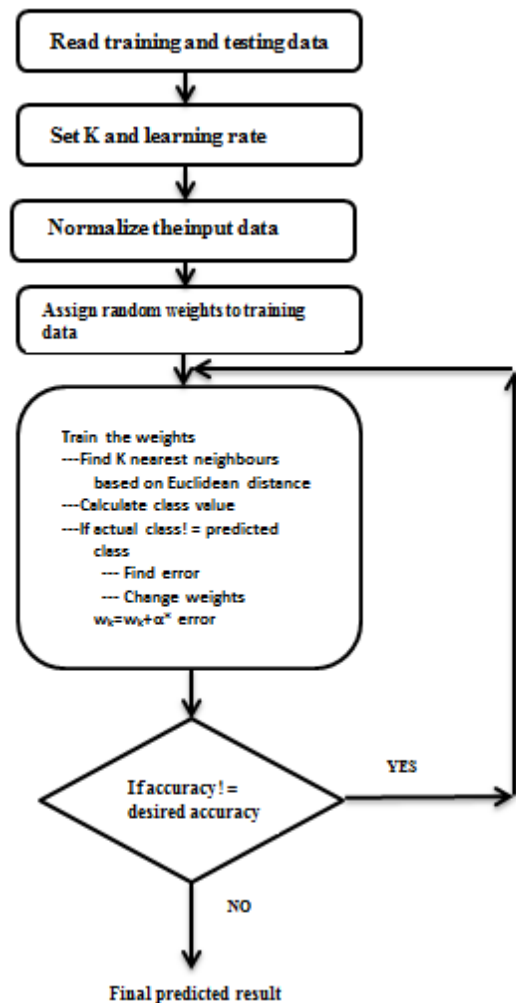 Read training and testing data
Set K and learning rate
Normalize the input data
Assign random weights to training
data
Train the weights
---Find K nearest neighbours
based on Euclidean distance
---Calculate class value
---If actual class! = predicted
class
--- Find error
--- Change weights
wₖ=wₖ+α* error
If accuracy! =
desired accuracy
YES
NO
Final predicted result